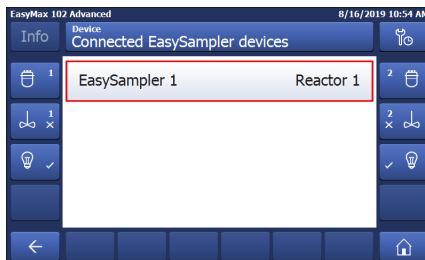 EasyMax 102 Advanced 8/16/2019 10:54 AM
Info Device
Connected EasySampler devices
1 EasySampler 1 Reactor 1 2
1 2